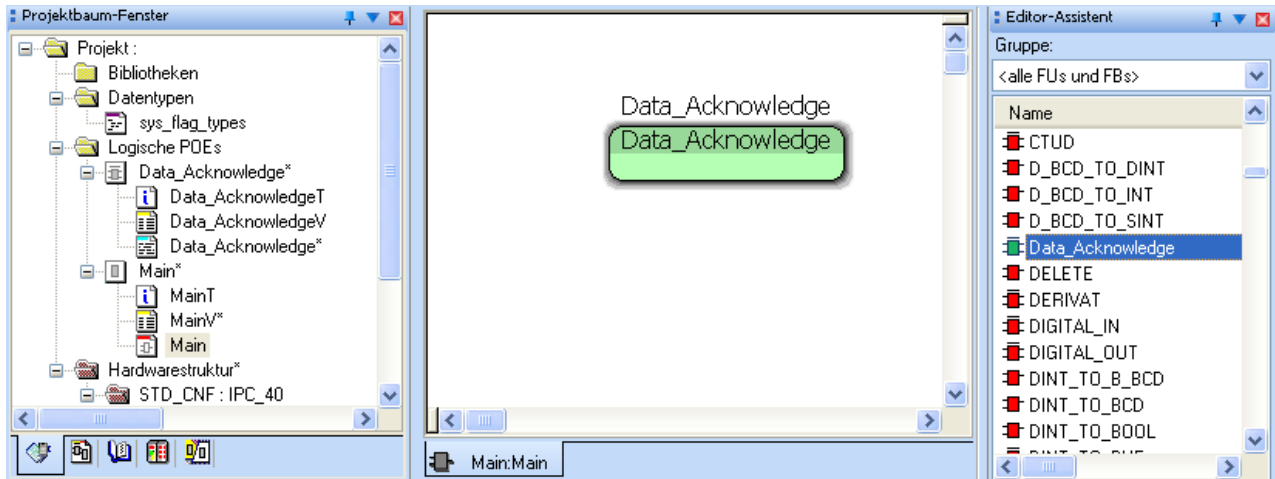 Projektbaum-Fenster
Projekt :
Bibliotheken
Datentypen
sys_flag_types
Logische POEs
Data_Acknowledge*
Data_AcknowledgeT
Data_AcknowledgeV
Data_Acknowledge*
Main*
MainT
MainV*
Main
Hardwarestruktur*
STD_CNF : IPC_40
Data_Acknowledge
Data_Acknowledge
Main:Main
Editor-Assistent
Gruppe:
<alle FUs und FBs>
Name
CTUD
D_BCD_TO_DINT
D_BCD_TO_INT
D_BCD_TO_SINT
Data_Acknowledge
DELETE
DERIVAT
DIGITAL_IN
DIGITAL_OUT
DINT_TO_B_BCD
DINT_TO_BCD
DINT_TO_BOOL